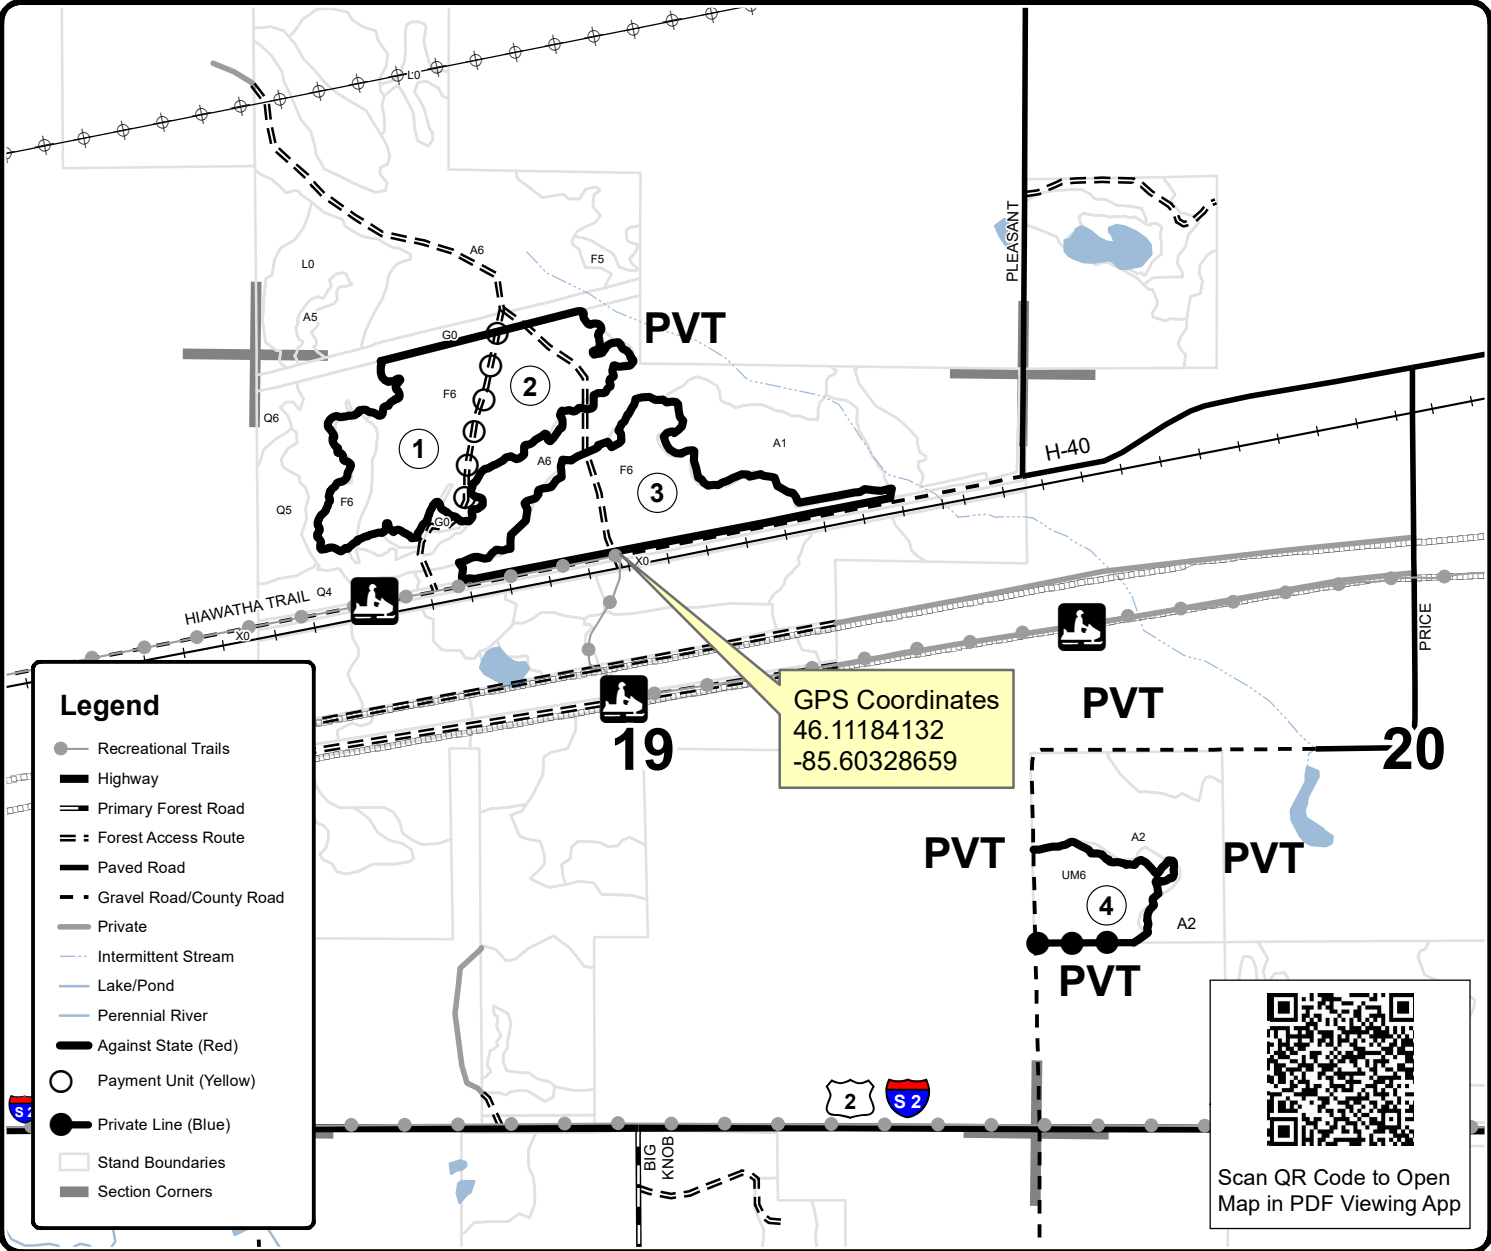 L0
PLEASANT
A6
F5
L0
A5
PVT
G0
2
F6
Q6
H-40
1
A1
A6
F6
3
F6
Q5
G0
X0
HIAWATHA TRAIL
Q4
X0
PRICE
GPS Coordinates
46.11184132
-85.60328659
PVT
19
20
Legend
Recreational Trails
Highway
Primary Forest Road
Forest Access Route
Paved Road
Gravel Road/County Road
Private
Intermittent Stream
Lake/Pond
Perennial River
Against State (Red)
Payment Unit (Yellow)
Private Line (Blue)
Stand Boundaries
Section Corners
PVT
A2
PVT
UM6
4
A2
PVT
2
S 2
S 2
BIG
KNOB
Scan QR Code to Open
Map in PDF Viewing App